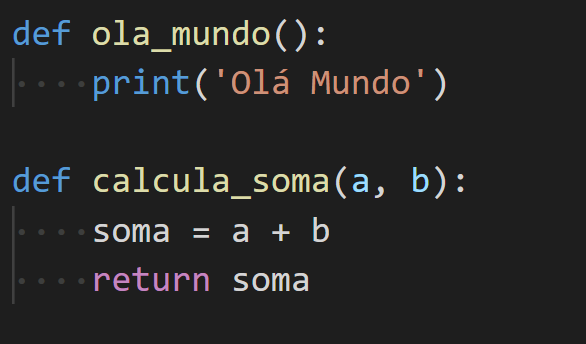 def ola_mundo():
    print('Olá Mundo')

def calcula_soma(a, b):
    soma = a + b
    return soma